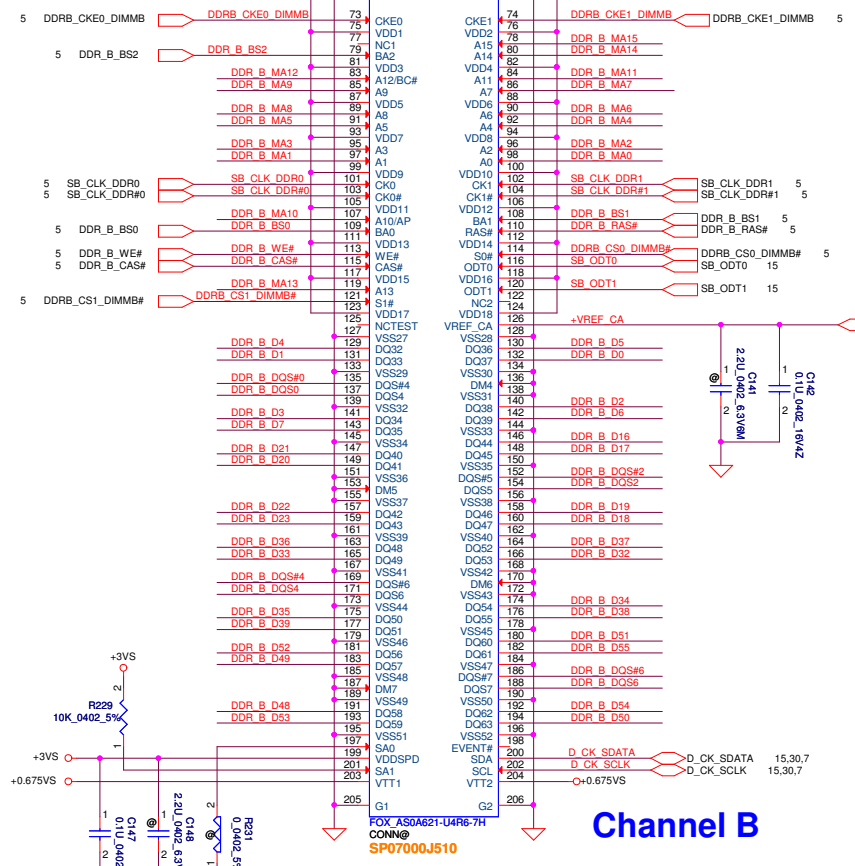 5 DDRB_CKE0_DIMMB DDRB_CKE0_DIMMB 73 CKE0 CKE1 74 DDRB_CKE1_DIMMB DDRB_CKE1_DIMMB 5
75 VDD1 VDD2 76
77 NC1 A15 78 DDR_B_MA15
5 DDR_B_BS2 DDR_B_BS2 79 BA2 A14 80 DDR_B_MA14
81 VDD3 VDD4 82
DDR_B_MA12 83 A12/BC# A11 84 DDR_B_MA11
DDR_B_MA9 85 A9 A7 86 DDR_B_MA7
87 VDD5 VDD6 88
DDR_B_MA8 89 A8 A6 90 DDR_B_MA6
DDR_B_MA5 91 A5 A4 92 DDR_B_MA4
93 VDD7 VDD8 94
DDR_B_MA3 95 A3 A2 96 DDR_B_MA2
DDR_B_MA1 97 A1 A0 98 DDR_B_MA0
99 VDD9 VDD10 100
5 SB_CLK_DDR0 SB_CLK_DDR0 101 CK0 CK1 102 SB_CLK_DDR1 SB_CLK_DDR1 5
5 SB_CLK_DDR#0 SB_CLK_DDR#0 103 CK0# CK1# 104 SB_CLK_DDR#1 SB_CLK_DDR#1 5
105 VDD11 VDD12 106
DDR_B_MA10 107 A10/AP BA1 108 DDR_B_BS1 DDR_B_BS1 5
5 DDR_B_BS0 DDR_B_BS0 109 BA0 RAS# 110 DDR_B_RAS# DDR_B_RAS# 5
111 VDD13 VDD14 112
5 DDR_B_WE# DDR_B_WE# 113 WE# S0# 114 DDRB_CS0_DIMMB# DDRB_CS0_DIMMB# 5
5 DDR_B_CAS# DDR_B_CAS# 115 CAS# ODT0 116 SB_ODT0 SB_ODT0 15
117 VDD15 VDD16 118
DDR_B_MA13 119 A13 ODT1 120 SB_ODT1 SB_ODT1 15
5 DDRB_CS1_DIMMB# DDRB_CS1_DIMMB# 121 S1# NC2 122
123 VDD17 VDD18 124
125 NCTEST VREF_CA 126 +VREF_CA
127 VSS27 VSS28 128
DDR_B_D4 129 DQ32 DQ36 130 DDR_B_D5
DDR_B_D1 131 DQ33 DQ37 132 DDR_B_D0
133 VSS29 VSS30 134
DDR_B_DQS#0 135 DQS#4 DM4 136
DDR_B_DQS0 137 DQS4 VSS31 138
139 VSS32 DQ38 140 DDR_B_D2
DDR_B_D3 141 DQ34 DQ39 142 DDR_B_D6
DDR_B_D7 143 DQ35 VSS33 144
145 VSS34 DQ44 146 DDR_B_D16
DDR_B_D21 147 DQ40 DQ45 148 DDR_B_D17
DDR_B_D20 149 DQ41 VSS35 150
151 VSS36 DQS#5 152 DDR_B_DQS#2
153 DM5 DQS5 154 DDR_B_DQS2
155 VSS37 VSS38 156
DDR_B_D22 157 DQ42 DQ46 158 DDR_B_D19
DDR_B_D23 159 DQ43 DQ47 160 DDR_B_D18
161 VSS39 VSS40 162
DDR_B_D36 163 DQ48 DQ52 164 DDR_B_D37
DDR_B_D33 165 DQ49 DQ53 166 DDR_B_D32
167 VSS41 VSS42 168
DDR_B_DQS#4 169 DQS#6 DM6 170
DDR_B_DQS4 171 DQS6 VSS43 172
173 VSS44 DQ54 174 DDR_B_D34
DDR_B_D35 175 DQ50 DQ55 176 DDR_B_D38
DDR_B_D39 177 DQ51 VSS45 178
179 VSS46 DQ60 180 DDR_B_D51
DDR_B_D52 181 DQ56 DQ61 182 DDR_B_D55
DDR_B_D49 183 DQ57 VSS47 184
185 VSS48 DQS#7 186 DDR_B_DQS#6
187 DM7 DQS7 188 DDR_B_DQS6
189 VSS49 VSS50 190
DDR_B_D48 191 DQ58 DQ62 192 DDR_B_D54
DDR_B_D53 193 DQ59 DQ63 194 DDR_B_D50
195 VSS51 VSS52 196
197 SA0 EVENT# 198
+3VS 199 VDDSPD SDA 200 D_CK_SDATA D_CK_SDATA 15,30,7
201 SA1 SCL 202 D_CK_SCLK D_CK_SCLK 15,30,7
+0.675VS 203 VTT1 VTT2 204 +0.675VS
205 G1 G2 206
+3VS
2
R229
10K_0402_5%
1
1
@ C141
2.2U_0402_6.3V6M
2
1
C142
0.1U_0402_16V4Z
2
1
C147
0.1U_0402
2
1
@ C148
2.2U_0402_6.3V
2
2
@ R231
0_0402_5%
1
FOX_AS0A621-U4R6-7H
CONN@
SP07000J510
Channel B